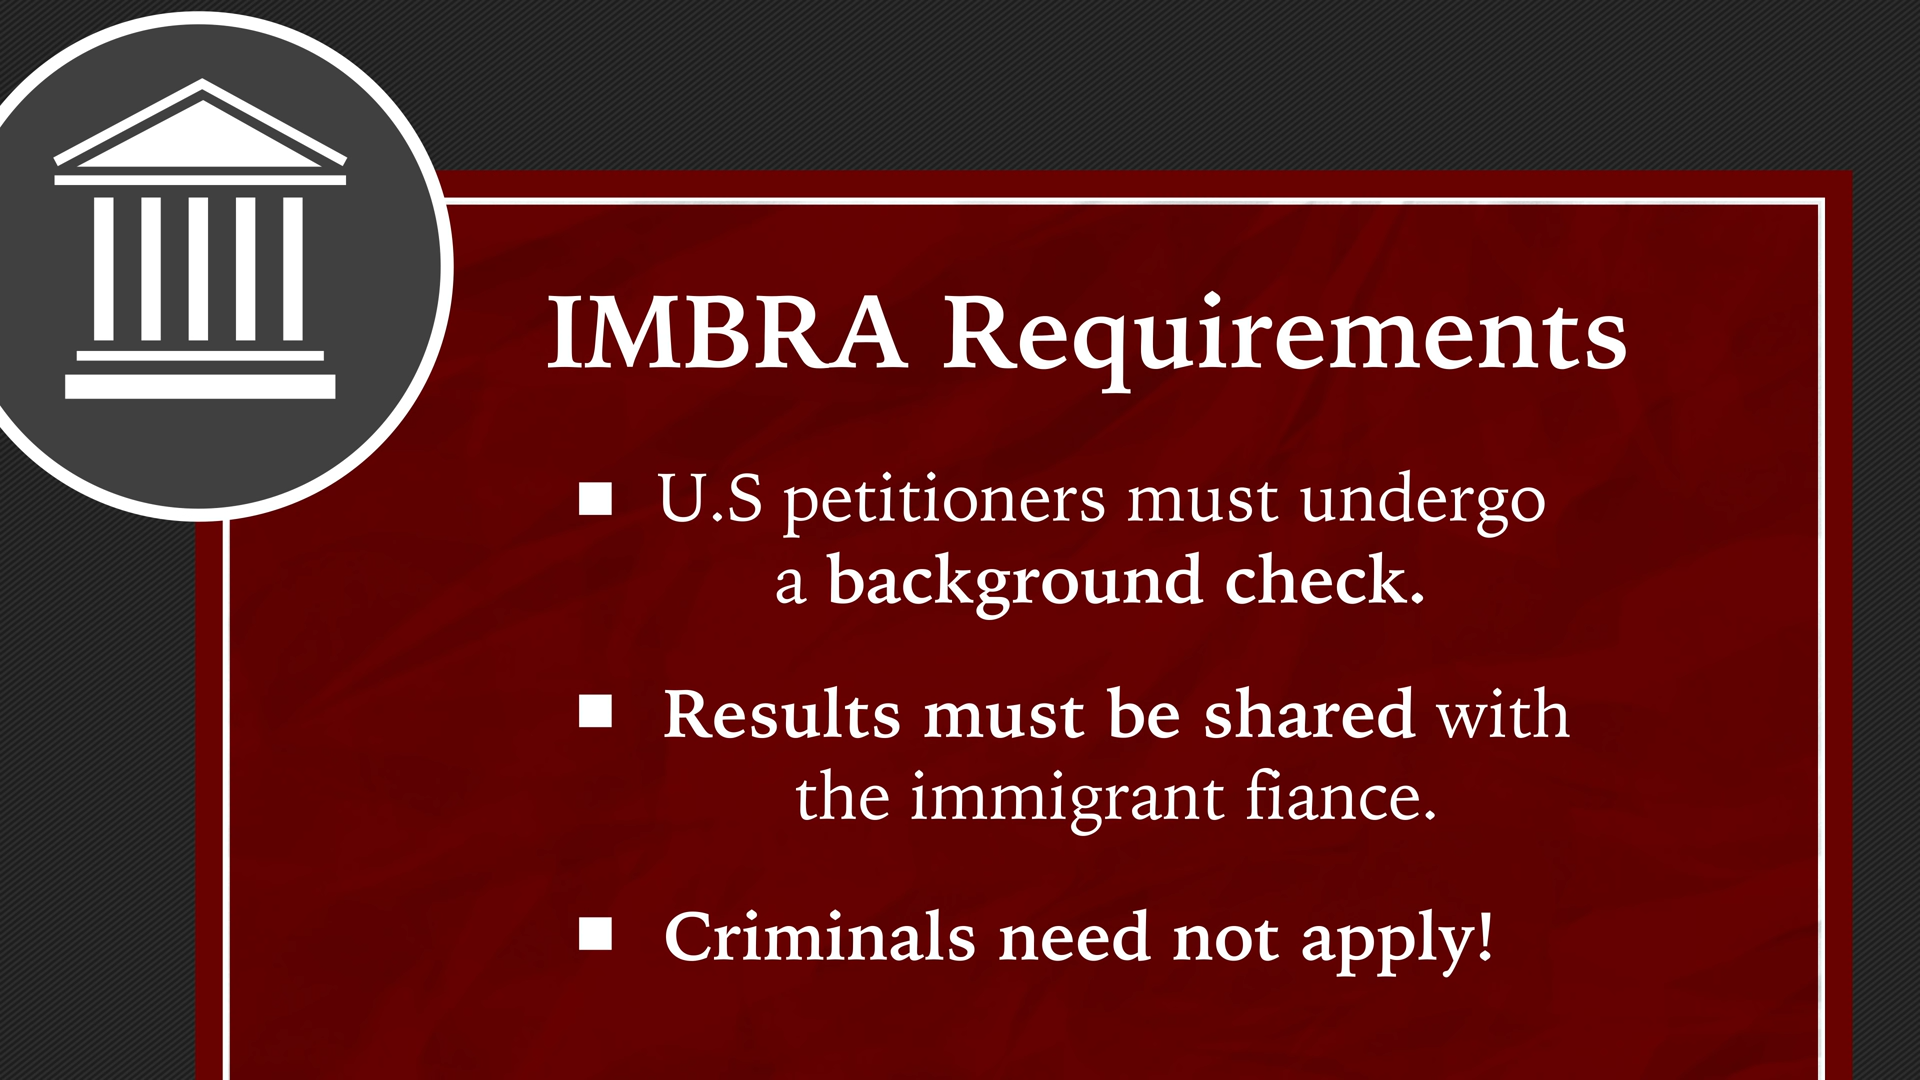 IMBRA Requirements
U.S petitioners must undergo
a background check.
Results must be shared with
the immigrant fiance.
Criminals need not apply!